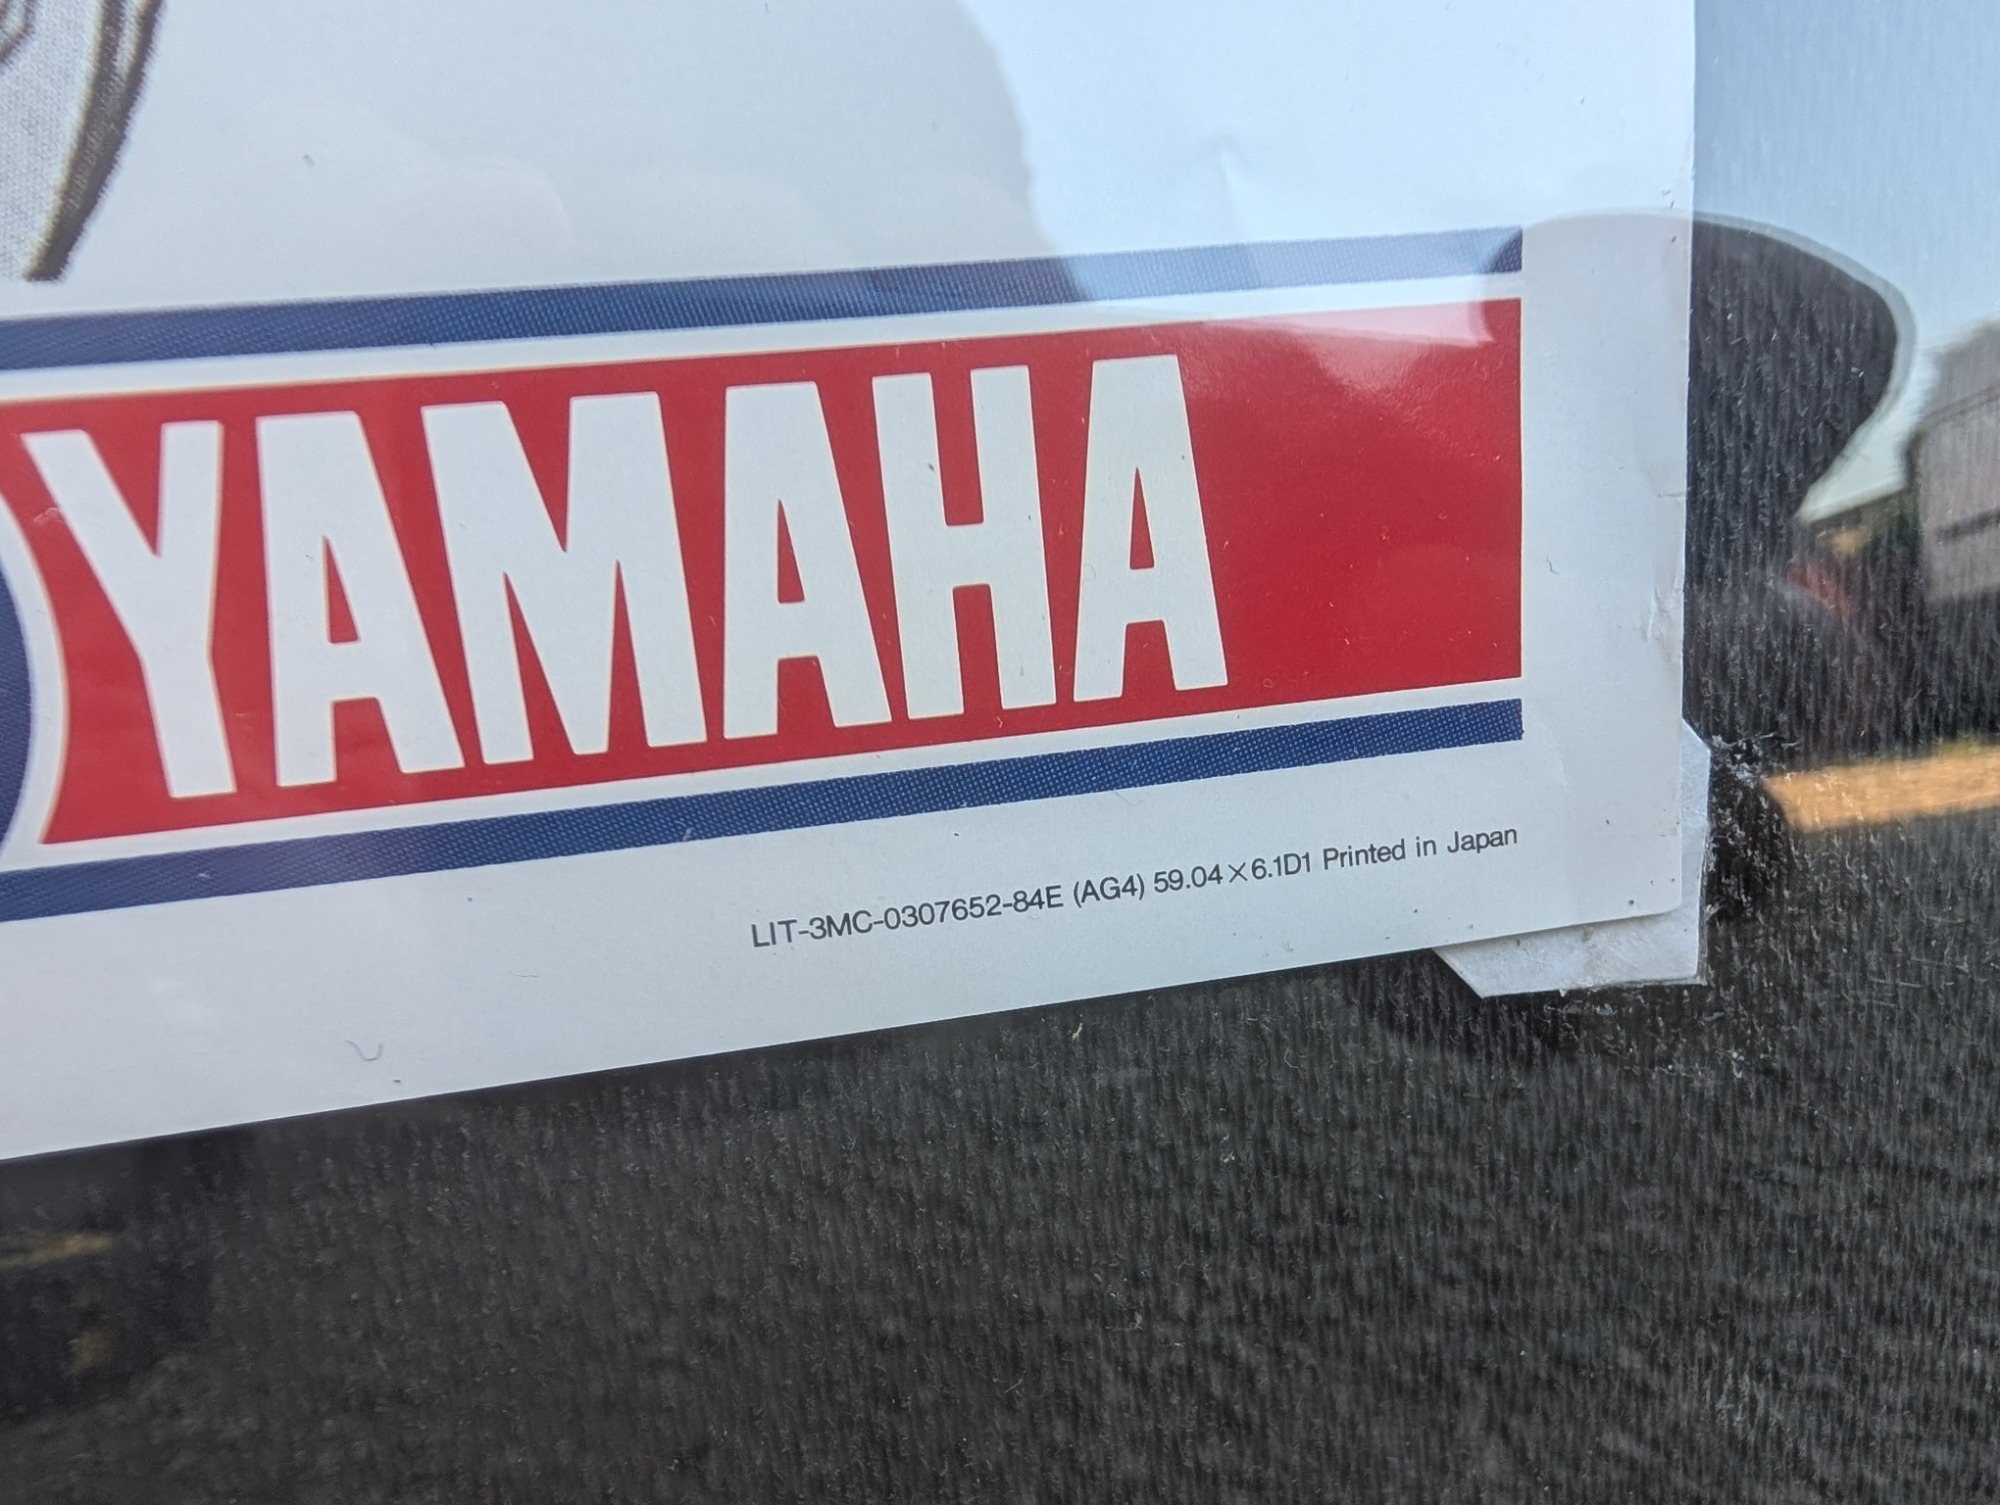 YAMAHA
LIT-3MC-0307652-84E (AG4) 59.04×6.1D1 Printed in Japan